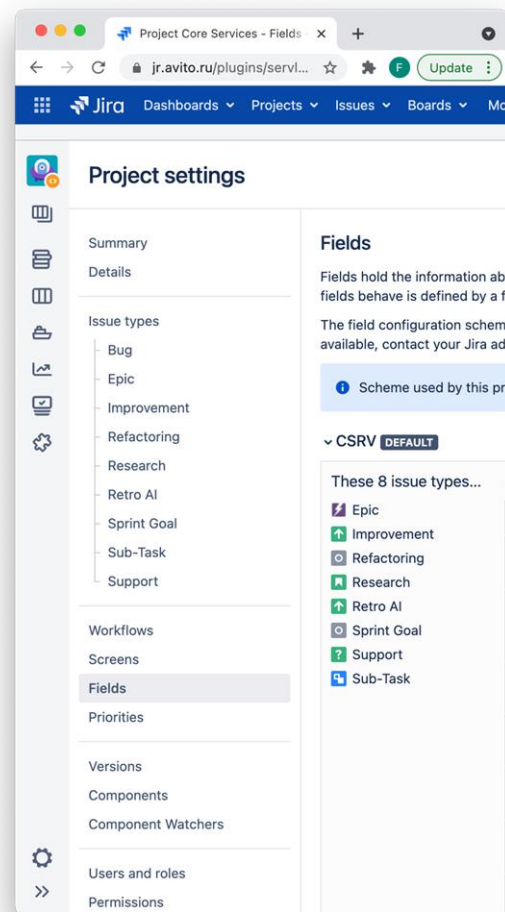 Project Core Services - Fields
jr.avito.ru/plugins/servl...
F
Update
Jira
Dashboards
Projects
Issues
Boards
Project settings
Summary
Details
Issue types
Bug
Epic
Improvement
Refactoring
Research
Retro AI
Sprint Goal
Sub-Task
Support
Workflows
Screens
Fields
Priorities
Versions
Components
Component Watchers
Users and roles
Permissions
Fields
Fields hold the information ab
fields behave is defined by a f
The field configuration schem
available, contact your Jira ad
Scheme used by this pr
CSRV DEFAULT
These 8 issue types...
Epic
Improvement
Refactoring
Research
Retro AI
Sprint Goal
Support
Sub-Task